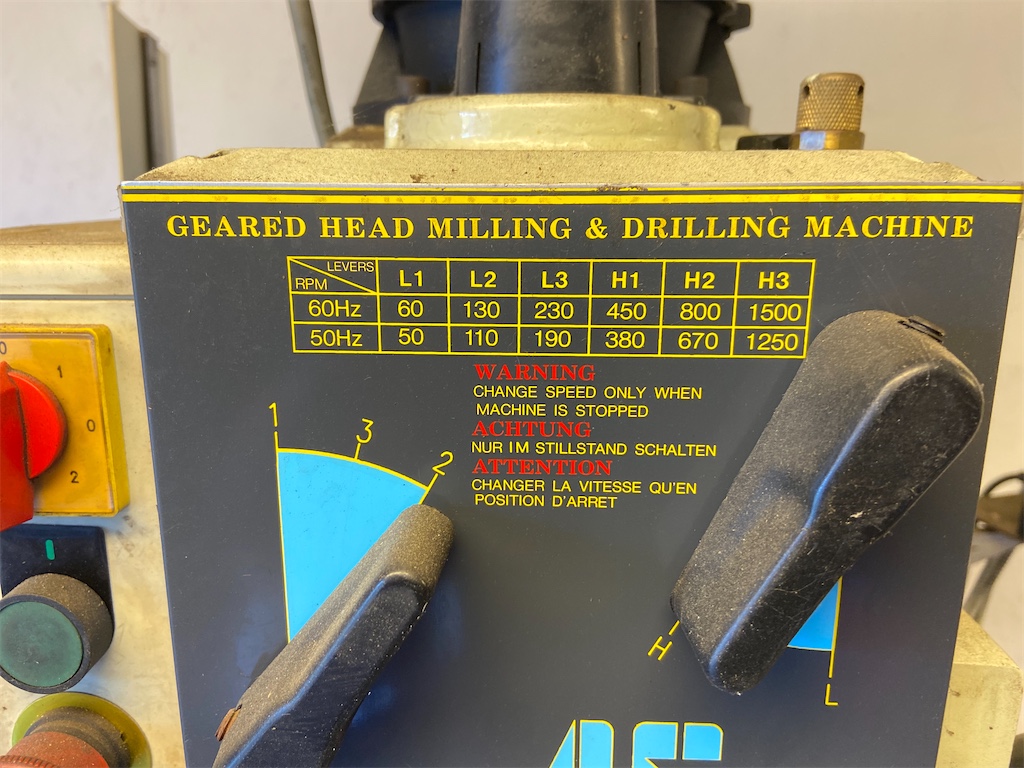 GEARED HEAD MILLING & DRILLING MACHINE
LEVERS RPM L1 L2 L3 H1 H2 H3
60Hz 60 130 230 450 800 1500
50Hz 50 110 190 380 670 1250
WARNING
CHANGE SPEED ONLY WHEN
MACHINE IS STOPPED
ACHTUNG
NUR IM STILLSTAND SCHALTEN
ATTENTION
CHANGER LA VITESSE QU'EN
POSITION D'ARRET
1 3 2
H L
0
1
0
2
I